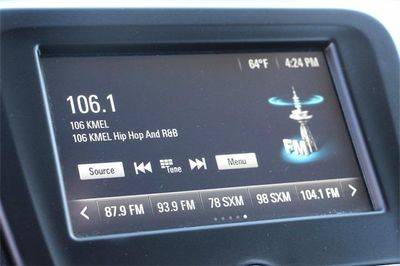 64°F 4:24 PM
106.1
106 KMEL
106 KMEL Hip Hop And R&B
FM
Source Tune Menu
87.9 FM 93.9 FM 78 SXM 98 SXM 104.1 FM